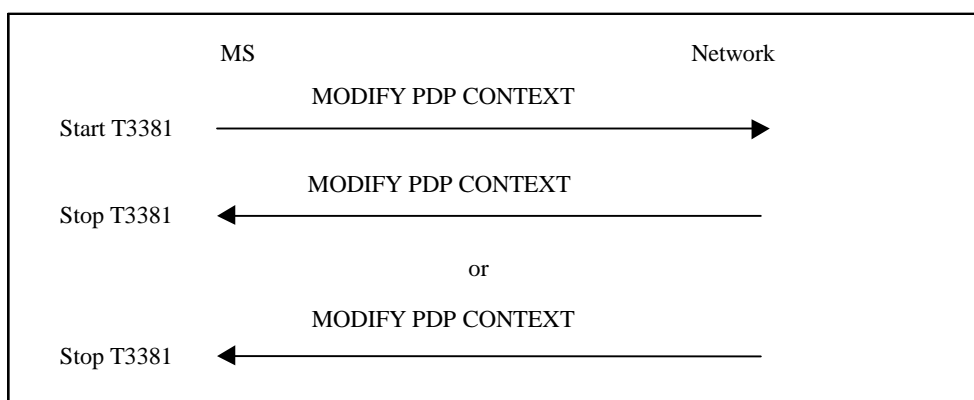 MS Network
MODIFY PDP CONTEXT
Start T3381
MODIFY PDP CONTEXT
Stop T3381
or
MODIFY PDP CONTEXT
Stop T3381